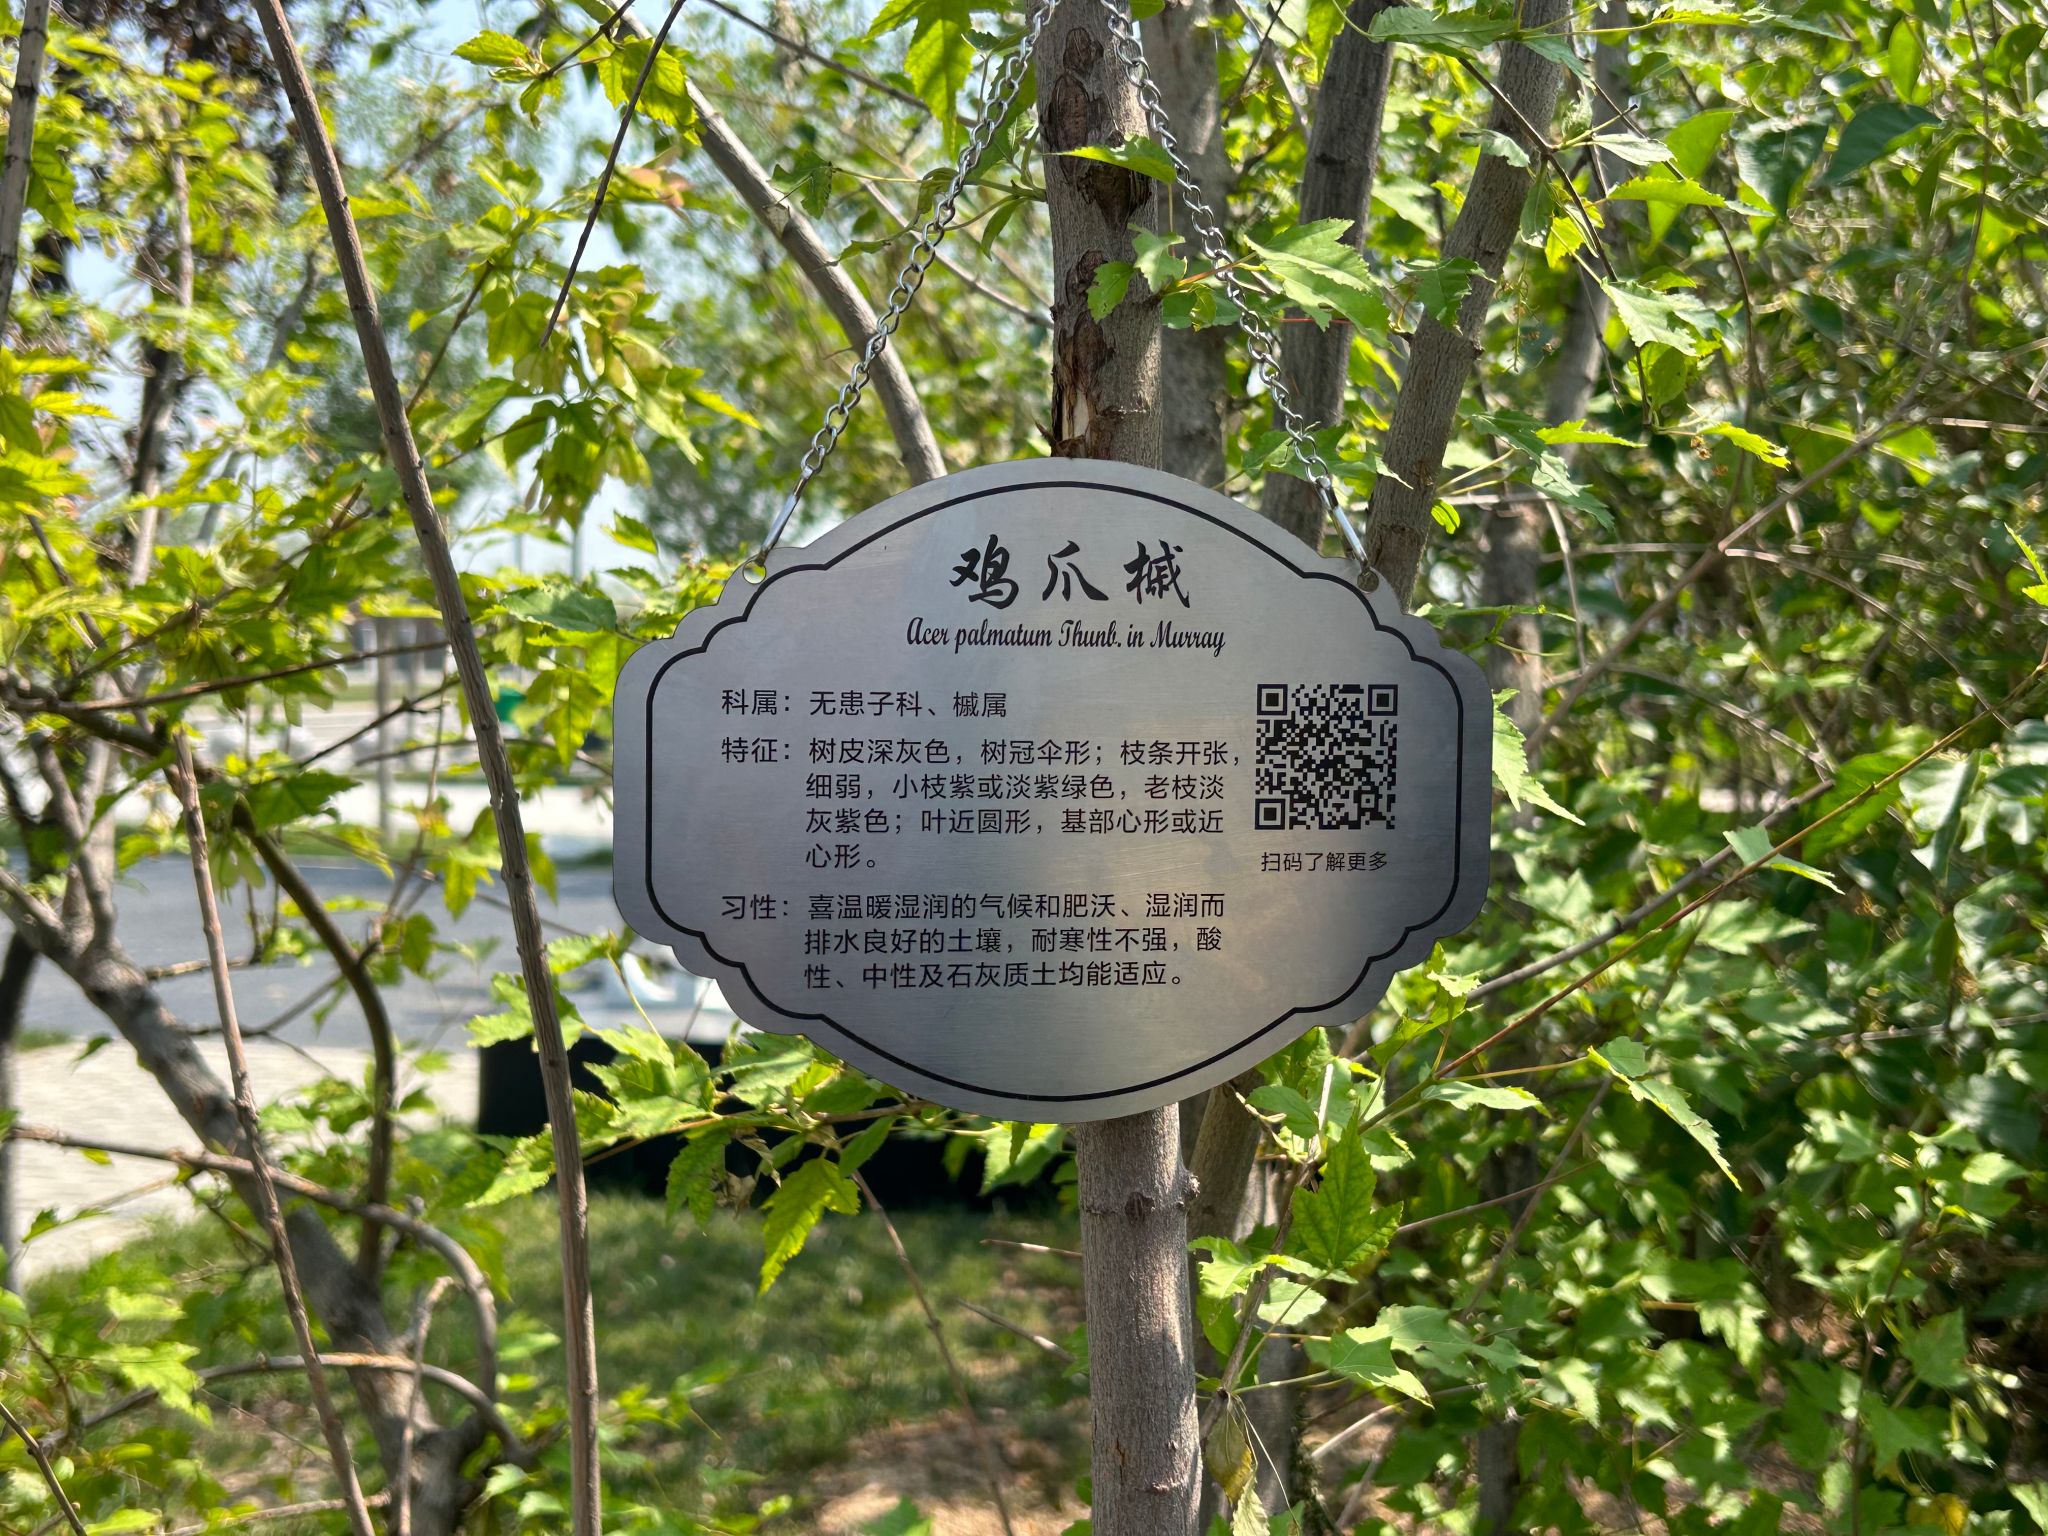 鸡爪槭
Acer palmatum Thunb. in Murray
科属：无患子科、槭属
特征：树皮深灰色，树冠伞形；枝条开张，
细弱，小枝紫或淡紫绿色，老枝淡
灰紫色；叶近圆形，基部心形或近
心形。
扫码了解更多
习性：喜温暖湿润的气候和肥沃、湿润而
排水良好的土壤，耐寒性不强，酸
性、中性及石灰质土均能适应。